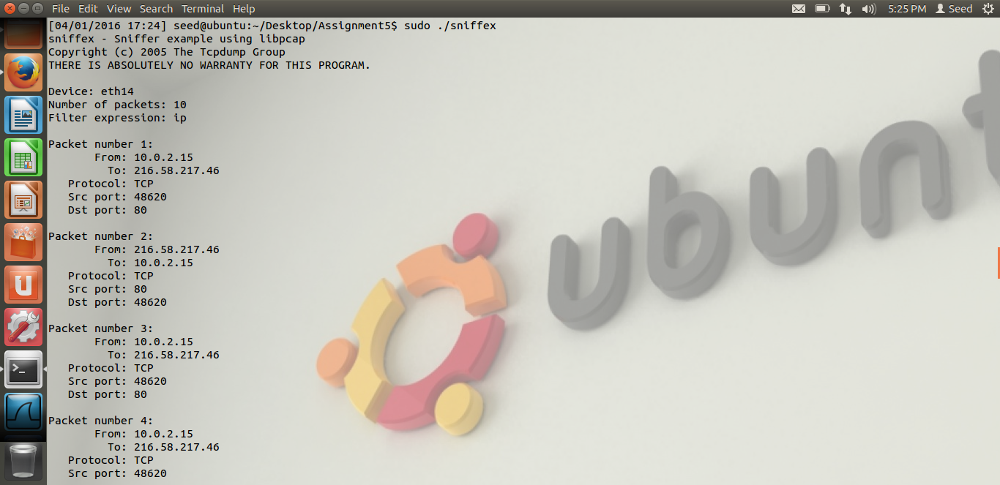 File Edit View Search Terminal Help
5:25 PM Seed
[04/01/2016 17:24] seed@ubuntu:~/Desktop/Assignment5$ sudo ./sniffex
sniffex - Sniffer example using libpcap
Copyright (c) 2005 The Tcpdump Group
THERE IS ABSOLUTELY NO WARRANTY FOR THIS PROGRAM.
Device: eth14
Number of packets: 10
Filter expression: ip
Packet number 1:
From: 10.0.2.15
To: 216.58.217.46
Protocol: TCP
Src port: 48620
Dst port: 80
Packet number 2:
From: 216.58.217.46
To: 10.0.2.15
Protocol: TCP
Src port: 80
Dst port: 48620
Packet number 3:
From: 10.0.2.15
To: 216.58.217.46
Protocol: TCP
Src port: 48620
Dst port: 80
Packet number 4:
From: 10.0.2.15
To: 216.58.217.46
Protocol: TCP
Src port: 48620
ubunt